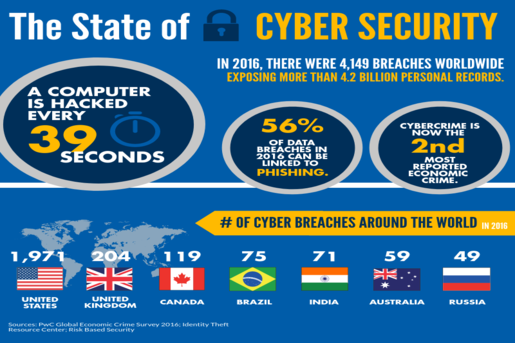 The State of CYBER SECURITY
IN 2016, THERE WERE 4,149 BREACHES WORLDWIDE
EXPOSING MORE THAN 4.2 BILLION PERSONAL RECORDS.
A COMPUTER
IS HACKED
EVERY
39
SECONDS
56%
OF DATA
BREACHES IN
2016 CAN BE
LINKED TO
PHISHING.
CYBERCRIME IS
NOW THE
2nd
MOST
REPORTED
ECONOMIC
CRIME.
# OF CYBER BREACHES AROUND THE WORLD IN 2016
1,971 204 119 75 71 59 49
UNITED STATES
UNITED KINGDOM
CANADA
BRAZIL
INDIA
AUSTRALIA
RUSSIA
Sources: PwC Global Economic Crime Survey 2016; Identity Theft
Resource Center; Risk Based Security